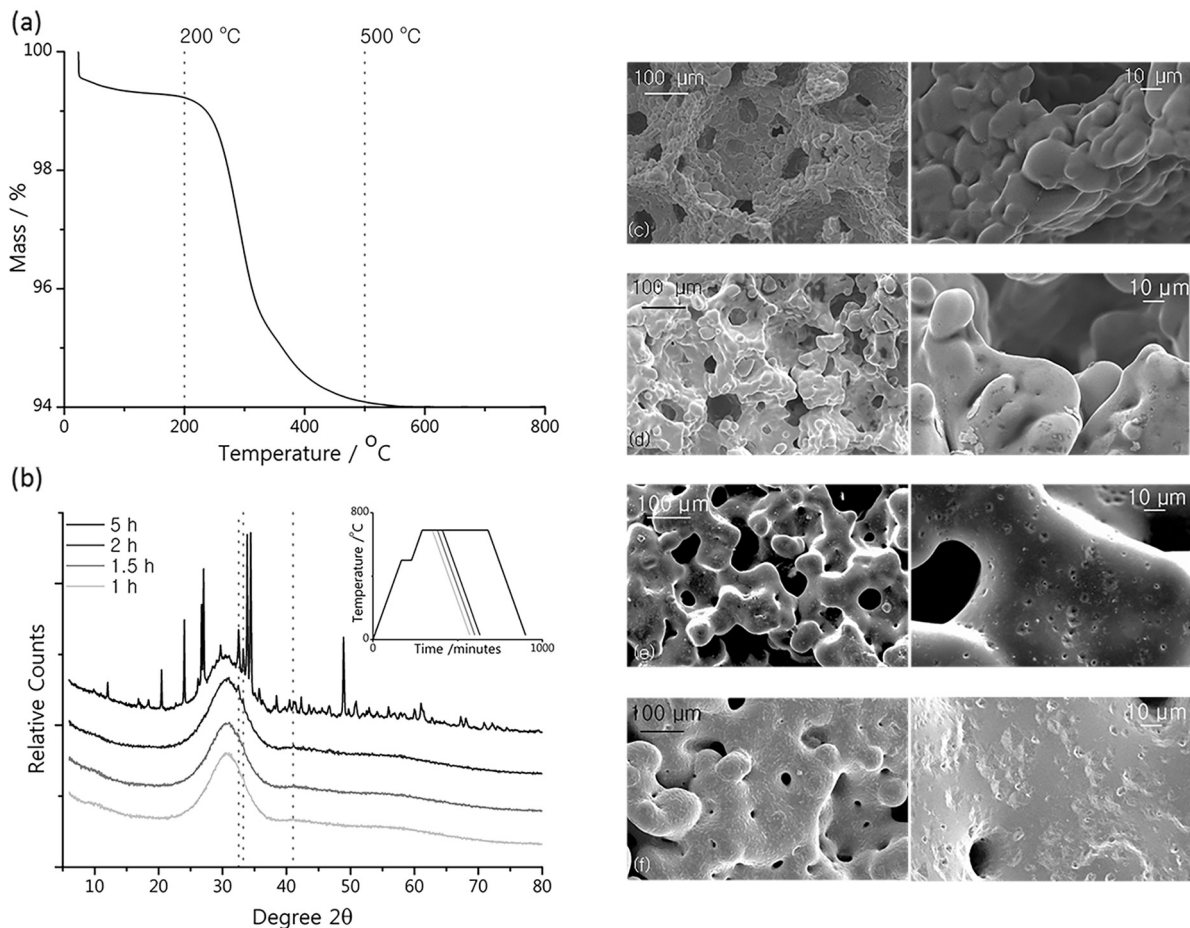 (a)
200 °C 500 °C
100
98
96
94
Mass / %
0 200 400 600 800
Temperature / °C
(b)
5 h
2 h
1.5 h
1 h
800
Temperature /°C
0
0 1000
Time /minutes
Relative Counts
10 20 30 40 50 60 70 80
Degree 2θ
100 μm 10 μm
(c)
100 μm 10 μm
(d)
100 μm 10 μm
(e)
100 μm 10 μm
(f)